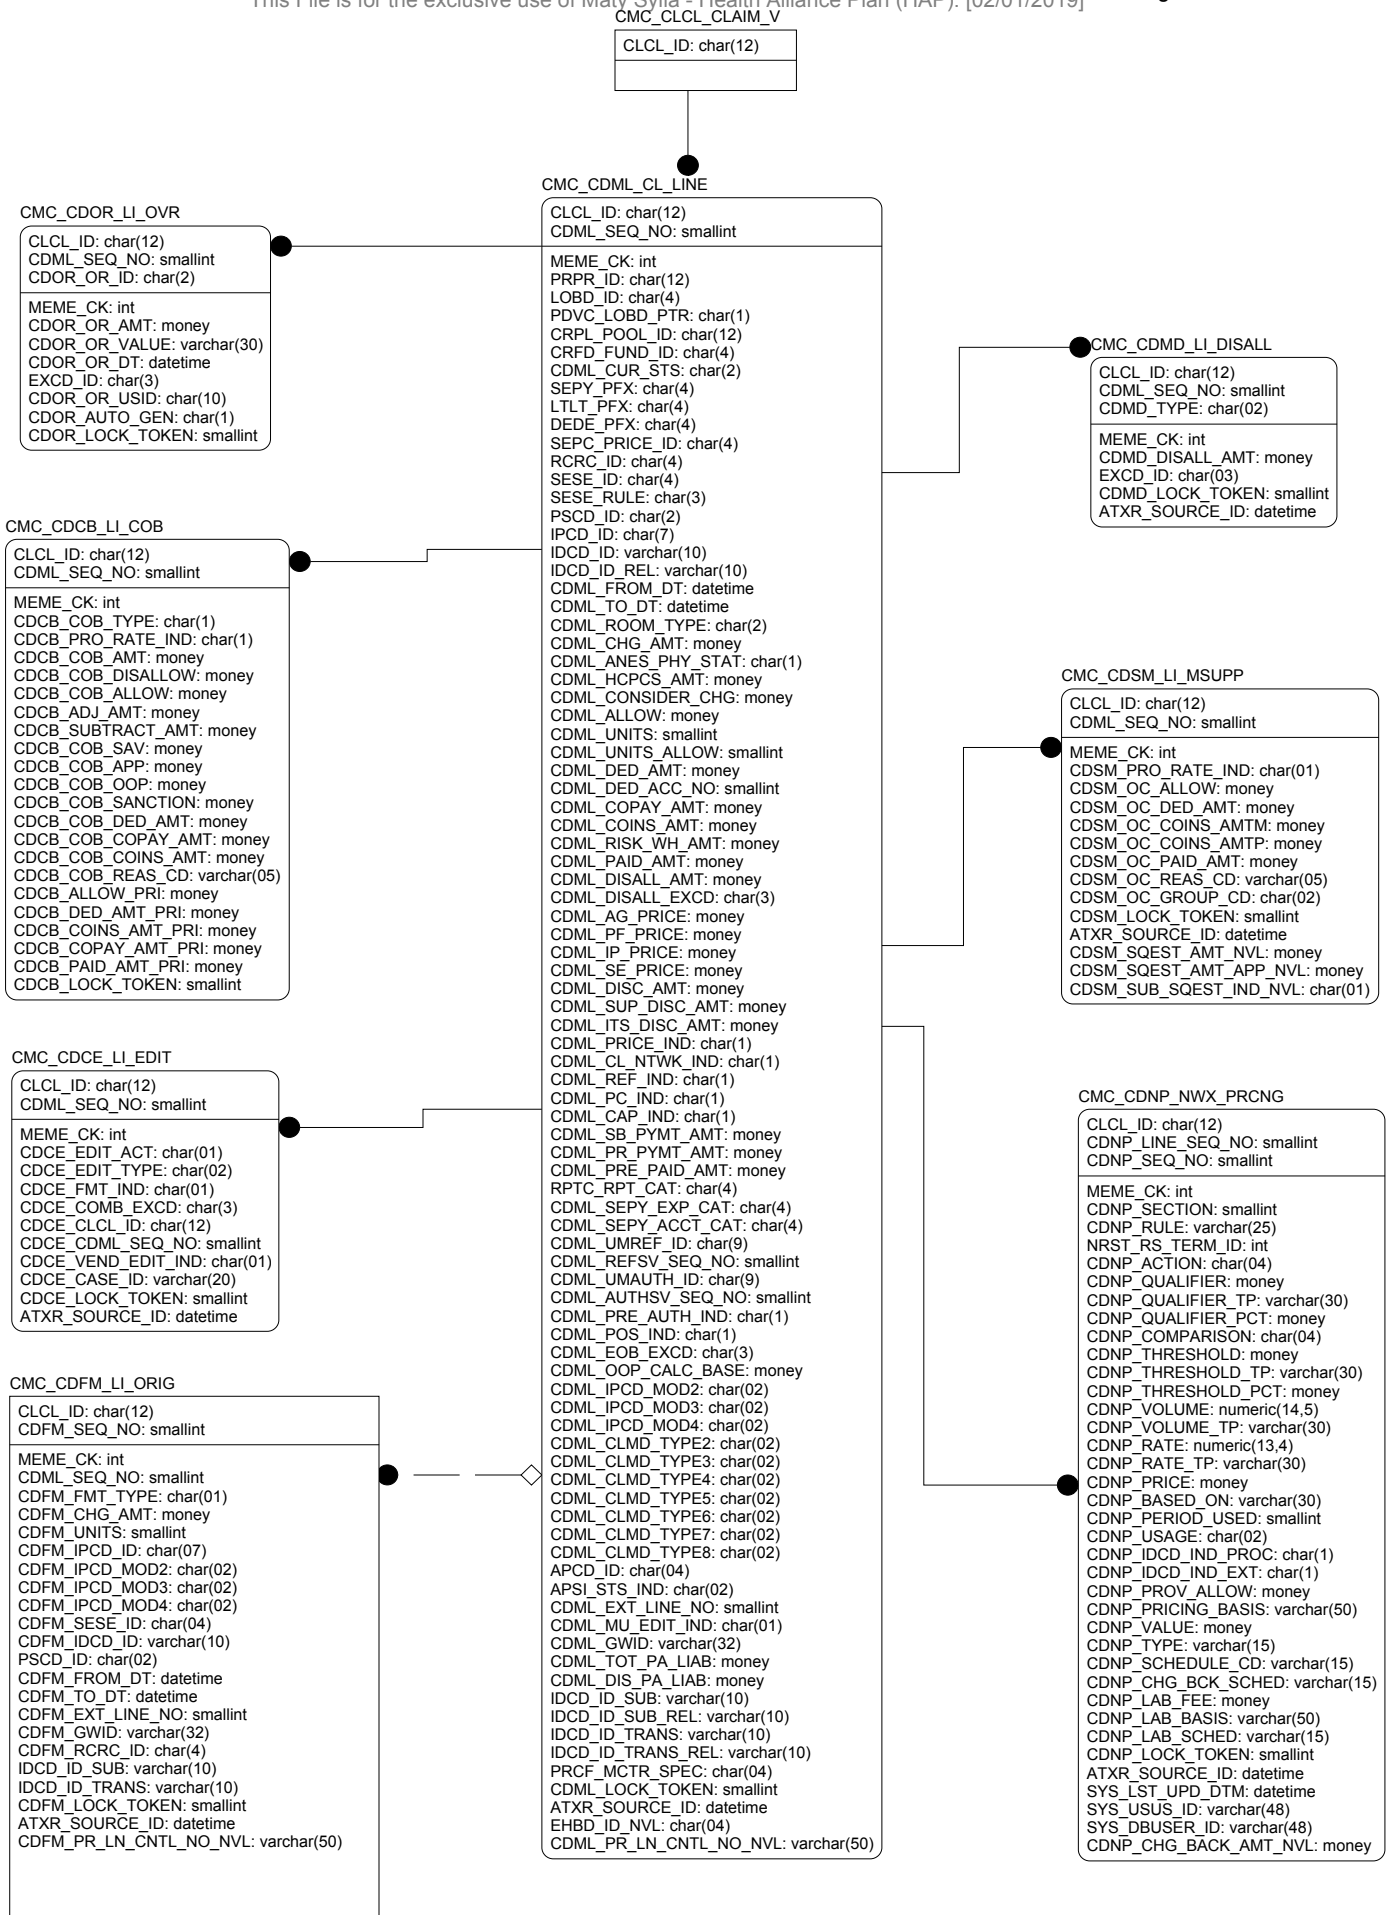 This File is for the exclusive use of Maty Sylla - Health Alliance Plan (HAP). [02/01/2019]
CMC_CLCL_CLAIM_V
CLCL_ID: char(12)
CMC_CDML_CL_LINE
CLCL_ID: char(12)
CDML_SEQ_NO: smallint
MEME_CK: int
PRPR_ID: char(12)
LOBD_ID: char(4)
PDVC_LOBD_PTR: char(1)
CRPL_POOL_ID: char(12)
CRFD_FUND_ID: char(4)
CDML_CUR_STS: char(2)
SEPY_PFX: char(4)
LTLT_PFX: char(4)
DEDE_PFX: char(4)
SEPC_PRICE_ID: char(4)
RCRC_ID: char(4)
SESE_ID: char(4)
SESE_RULE: char(3)
PSCD_ID: char(2)
IPCD_ID: char(7)
IDCD_ID: varchar(10)
IDCD_ID_REL: varchar(10)
CDML_FROM_DT: datetime
CDML_TO_DT: datetime
CDML_ROOM_TYPE: char(2)
CDML_CHG_AMT: money
CDML_ANES_PHY_STAT: char(1)
CDML_HCPCS_AMT: money
CDML_CONSIDER_CHG: money
CDML_ALLOW: money
CDML_UNITS: smallint
CDML_UNITS_ALLOW: smallint
CDML_DED_AMT: money
CDML_DED_ACC_NO: smallint
CDML_COPAY_AMT: money
CDML_COINS_AMT: money
CDML_RISK_WH_AMT: money
CDML_PAID_AMT: money
CDML_DISALL_AMT: money
CDML_DISALL_EXCD: char(3)
CDML_AG_PRICE: money
CDML_PF_PRICE: money
CDML_IP_PRICE: money
CDML_SE_PRICE: money
CDML_DISC_AMT: money
CDML_SUP_DISC_AMT: money
CDML_ITS_DISC_AMT: money
CDML_PRICE_IND: char(1)
CDML_CL_NTWK_IND: char(1)
CDML_REF_IND: char(1)
CDML_PC_IND: char(1)
CDML_CAP_IND: char(1)
CDML_SB_PYMT_AMT: money
CDML_PR_PYMT_AMT: money
CDML_PRE_PAID_AMT: money
RPTC_RPT_CAT: char(4)
CDML_SEPY_EXP_CAT: char(4)
CDML_SEPY_ACCT_CAT: char(4)
CDML_UMREF_ID: char(9)
CDML_REFSV_SEQ_NO: smallint
CDML_UMAUTH_ID: char(9)
CDML_AUTHSV_SEQ_NO: smallint
CDML_PRE_AUTH_IND: char(1)
CDML_POS_IND: char(1)
CDML_EOB_EXCD: char(3)
CDML_OOP_CALC_BASE: money
CDML_IPCD_MOD2: char(02)
CDML_IPCD_MOD3: char(02)
CDML_IPCD_MOD4: char(02)
CDML_CLMD_TYPE2: char(02)
CDML_CLMD_TYPE3: char(02)
CDML_CLMD_TYPE4: char(02)
CDML_CLMD_TYPE5: char(02)
CDML_CLMD_TYPE6: char(02)
CDML_CLMD_TYPE7: char(02)
CDML_CLMD_TYPE8: char(02)
APCD_ID: char(04)
APSI_STS_IND: char(02)
CDML_EXT_LINE_NO: smallint
CDML_MU_EDIT_IND: char(01)
CDML_GWID: varchar(32)
CDML_TOT_PA_LIAB: money
CDML_DIS_PA_LIAB: money
IDCD_ID_SUB: varchar(10)
IDCD_ID_SUB_REL: varchar(10)
IDCD_ID_TRANS: varchar(10)
IDCD_ID_TRANS_REL: varchar(10)
PRCF_MCTR_SPEC: char(04)
CDML_LOCK_TOKEN: smallint
ATXR_SOURCE_ID: datetime
EHBD_ID_NVL: char(04)
CDML_PR_LN_CNTL_NO_NVL: varchar(50)
CMC_CDOR_LI_OVR
CLCL_ID: char(12)
CDML_SEQ_NO: smallint
CDOR_OR_ID: char(2)
MEME_CK: int
CDOR_OR_AMT: money
CDOR_OR_VALUE: varchar(30)
CDOR_OR_DT: datetime
EXCD_ID: char(3)
CDOR_OR_USID: char(10)
CDOR_AUTO_GEN: char(1)
CDOR_LOCK_TOKEN: smallint
CMC_CDCB_LI_COB
CLCL_ID: char(12)
CDML_SEQ_NO: smallint
MEME_CK: int
CDCB_COB_TYPE: char(1)
CDCB_PRO_RATE_IND: char(1)
CDCB_COB_AMT: money
CDCB_COB_DISALLOW: money
CDCB_COB_ALLOW: money
CDCB_ADJ_AMT: money
CDCB_SUBTRACT_AMT: money
CDCB_COB_SAV: money
CDCB_COB_APP: money
CDCB_COB_OOP: money
CDCB_COB_SANCTION: money
CDCB_COB_DED_AMT: money
CDCB_COB_COPAY_AMT: money
CDCB_COB_COINS_AMT: money
CDCB_COB_REAS_CD: varchar(05)
CDCB_ALLOW_PRI: money
CDCB_DED_AMT_PRI: money
CDCB_COINS_AMT_PRI: money
CDCB_COPAY_AMT_PRI: money
CDCB_PAID_AMT_PRI: money
CDCB_LOCK_TOKEN: smallint
CMC_CDCE_LI_EDIT
CLCL_ID: char(12)
CDML_SEQ_NO: smallint
MEME_CK: int
CDCE_EDIT_ACT: char(01)
CDCE_EDIT_TYPE: char(02)
CDCE_FMT_IND: char(01)
CDCE_COMB_EXCD: char(3)
CDCE_CLCL_ID: char(12)
CDCE_CDML_SEQ_NO: smallint
CDCE_VEND_EDIT_IND: char(01)
CDCE_CASE_ID: varchar(20)
CDCE_LOCK_TOKEN: smallint
ATXR_SOURCE_ID: datetime
CMC_CDFM_LI_ORIG
CLCL_ID: char(12)
CDFM_SEQ_NO: smallint
MEME_CK: int
CDML_SEQ_NO: smallint
CDFM_FMT_TYPE: char(01)
CDFM_CHG_AMT: money
CDFM_UNITS: smallint
CDFM_IPCD_ID: char(07)
CDFM_IPCD_MOD2: char(02)
CDFM_IPCD_MOD3: char(02)
CDFM_IPCD_MOD4: char(02)
CDFM_SESE_ID: char(04)
CDFM_IDCD_ID: varchar(10)
PSCD_ID: char(02)
CDFM_FROM_DT: datetime
CDFM_TO_DT: datetime
CDFM_EXT_LINE_NO: smallint
CDFM_GWID: varchar(32)
CDFM_RCRC_ID: char(4)
IDCD_ID_SUB: varchar(10)
IDCD_ID_TRANS: varchar(10)
CDFM_LOCK_TOKEN: smallint
ATXR_SOURCE_ID: datetime
CDFM_PR_LN_CNTL_NO_NVL: varchar(50)
CMC_CDMD_LI_DISALL
CLCL_ID: char(12)
CDML_SEQ_NO: smallint
CDMD_TYPE: char(02)
MEME_CK: int
CDMD_DISALL_AMT: money
EXCD_ID: char(03)
CDMD_LOCK_TOKEN: smallint
ATXR_SOURCE_ID: datetime
CMC_CDSM_LI_MSUPP
CLCL_ID: char(12)
CDML_SEQ_NO: smallint
MEME_CK: int
CDSM_PRO_RATE_IND: char(01)
CDSM_OC_ALLOW: money
CDSM_OC_DED_AMT: money
CDSM_OC_COINS_AMTM: money
CDSM_OC_COINS_AMTP: money
CDSM_OC_PAID_AMT: money
CDSM_OC_REAS_CD: varchar(05)
CDSM_OC_GROUP_CD: char(02)
CDSM_LOCK_TOKEN: smallint
ATXR_SOURCE_ID: datetime
CDSM_SQEST_AMT_NVL: money
CDSM_SQEST_AMT_APP_NVL: money
CDSM_SUB_SQEST_IND_NVL: char(01)
CMC_CDNP_NWX_PRCNG
CLCL_ID: char(12)
CDNP_LINE_SEQ_NO: smallint
CDNP_SEQ_NO: smallint
MEME_CK: int
CDNP_SECTION: smallint
CDNP_RULE: varchar(25)
NRST_RS_TERM_ID: int
CDNP_ACTION: char(04)
CDNP_QUALIFIER: money
CDNP_QUALIFIER_TP: varchar(30)
CDNP_QUALIFIER_PCT: money
CDNP_COMPARISON: char(04)
CDNP_THRESHOLD: money
CDNP_THRESHOLD_TP: varchar(30)
CDNP_THRESHOLD_PCT: money
CDNP_VOLUME: numeric(14,5)
CDNP_VOLUME_TP: varchar(30)
CDNP_RATE: numeric(13,4)
CDNP_RATE_TP: varchar(30)
CDNP_PRICE: money
CDNP_BASED_ON: varchar(30)
CDNP_PERIOD_USED: smallint
CDNP_USAGE: char(02)
CDNP_IDCD_IND_PROC: char(1)
CDNP_IDCD_IND_EXT: char(1)
CDNP_PROV_ALLOW: money
CDNP_PRICING_BASIS: varchar(50)
CDNP_VALUE: money
CDNP_TYPE: varchar(15)
CDNP_SCHEDULE_CD: varchar(15)
CDNP_CHG_BCK_SCHED: varchar(15)
CDNP_LAB_FEE: money
CDNP_LAB_BASIS: varchar(50)
CDNP_LAB_SCHED: varchar(15)
CDNP_LOCK_TOKEN: smallint
ATXR_SOURCE_ID: datetime
SYS_LST_UPD_DTM: datetime
SYS_USUS_ID: varchar(48)
SYS_DBUSER_ID: varchar(48)
CDNP_CHG_BACK_AMT_NVL: money